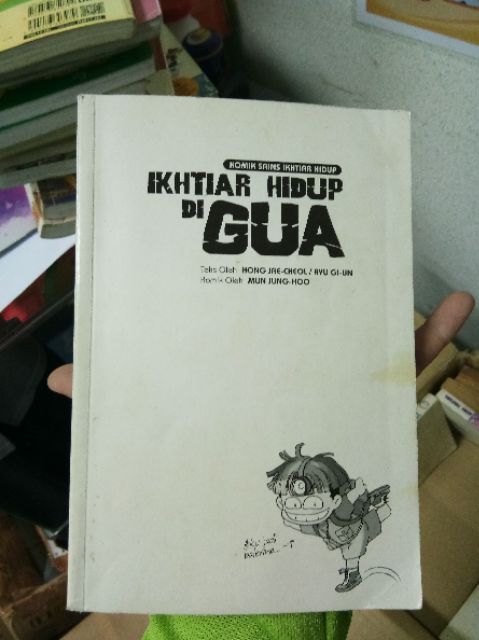 KOMIK SAINS IKHTIAR HIDUP
IKHTIAR HIDUP
DI
GUA
Teks Oleh HONG JAE-CHEOL / RYU GI-UN
Komik Oleh MUN JUNG-HOO